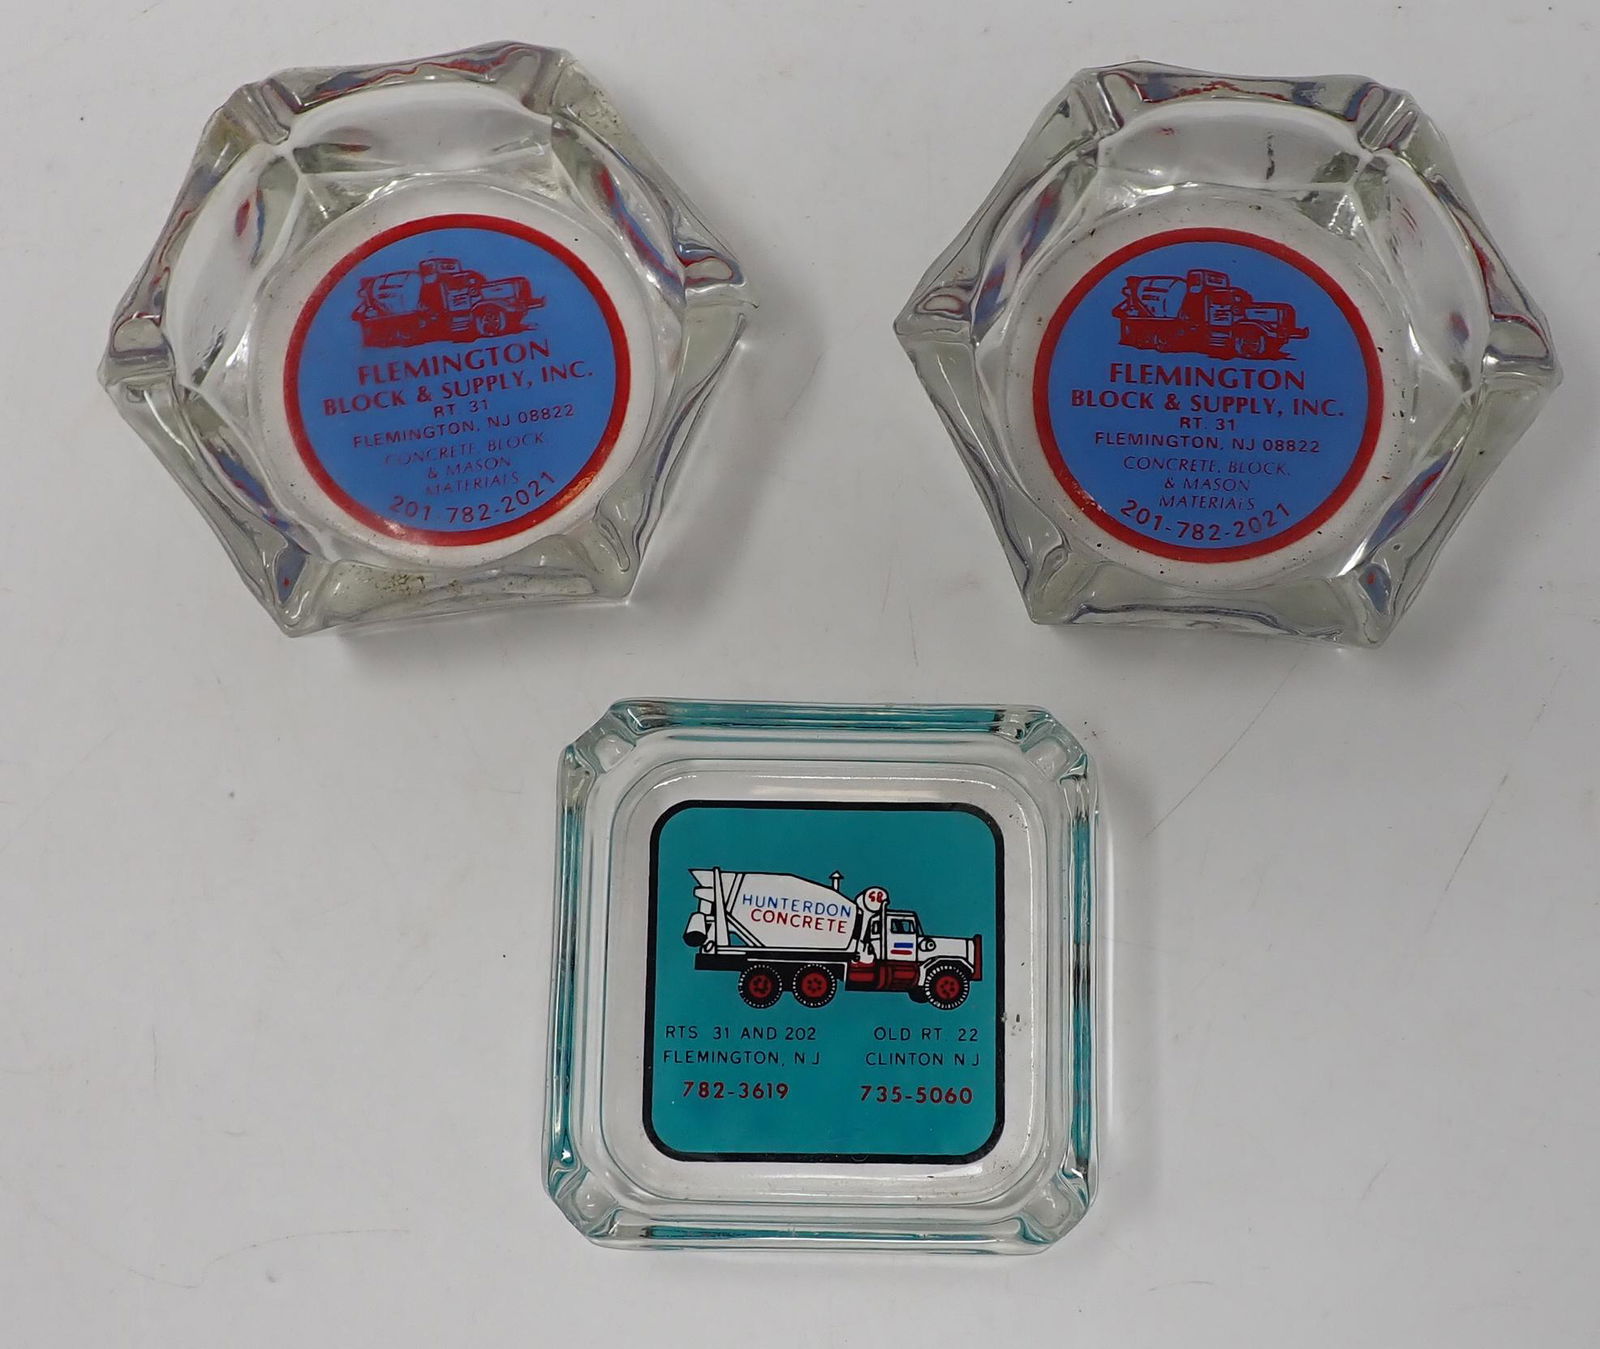 FLEMINGTON
BLOCK & SUPPLY, INC.
RT. 31
FLEMINGTON, NJ 08822
CONCRETE, BLOCK,
& MASON
MATERIALS
201-782-2021
FLEMINGTON
BLOCK & SUPPLY, INC.
RT. 31
FLEMINGTON, NJ 08822
CONCRETE, BLOCK,
& MASON
MATERIALS
201-782-2021
HUNTERDON
CONCRETE
RTS 31 AND 202
FLEMINGTON, NJ
782-3619
OLD RT. 22
CLINTON NJ
735-5060